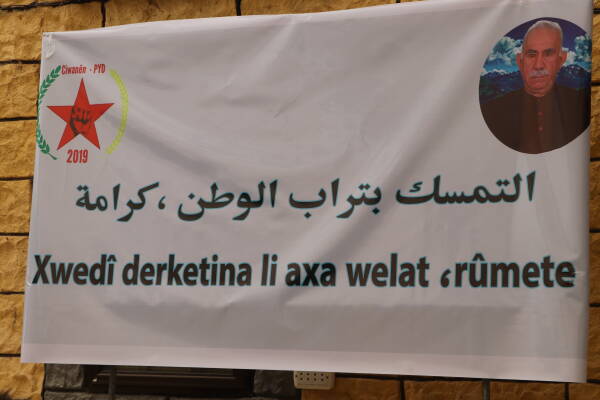 Ciwanên - PYD
2019
التمسك بتراب الوطن ،كرامة
Xwedî derketina li axa welat ،rûmete